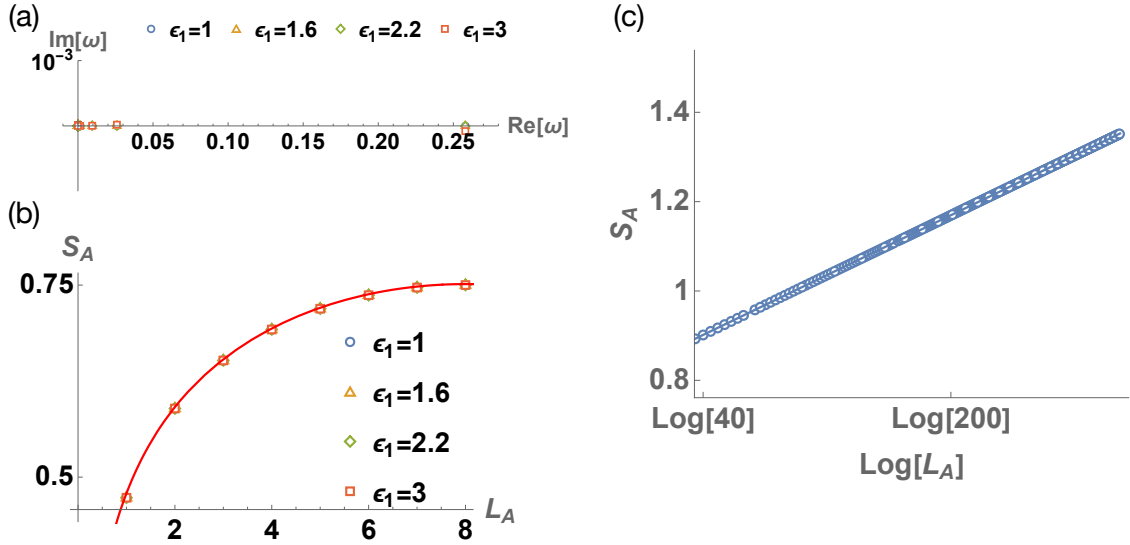 (a)
Im[ω]
ϵ₁=1 ϵ₁=1.6 ϵ₁=2.2 ϵ₁=3
10⁻³
0.05 0.10 0.15 0.20 0.25 Re[ω]
(b)
S_A
0.75
0.5
ϵ₁=1
ϵ₁=1.6
ϵ₁=2.2
ϵ₁=3
2 4 6 8 L_A
(c)
S_A
1.4
1.2
1
0.8
Log[40] Log[200]
Log[L_A]